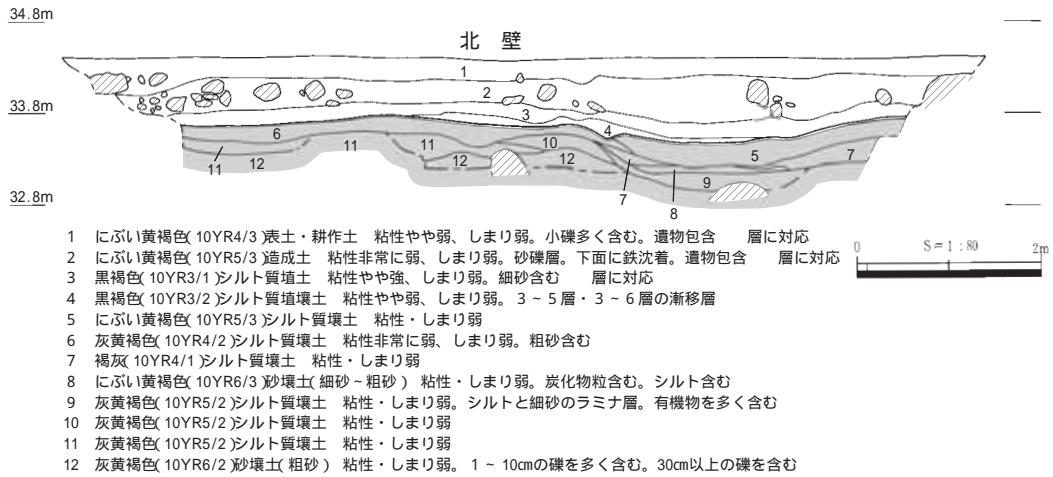 34.8m
北 壁
1
33.8m
2
3
4
6
11
11
10
5
7
12
12
12
11
9
32.8m
7
8
1 にぶい黄褐色(10YR4/3)表土・耕作土 粘性やや弱、しまり弱。小礫多く含む。遺物包含 層に対応
2 にぶい黄褐色(10YR5/3)造成土 粘性非常に弱、しまり弱。砂礫層。下面に鉄沈着。遺物包含 層に対応
3 黒褐色(10YR3/1)シルト質埴土 粘性やや強、しまり弱。細砂含む 層に対応
4 黒褐色(10YR3/2)シルト質埴壌土 粘性やや弱、しまり弱。3~5層・3~6層の漸移層
5 にぶい黄褐色(10YR5/3)シルト質壌土 粘性・しまり弱
6 灰黄褐色(10YR4/2)シルト質壌土 粘性非常に弱、しまり弱。粗砂含む
7 褐灰(10YR4/1)シルト質壌土 粘性・しまり弱
8 にぶい黄褐色(10YR6/3)砂壌土(細砂~粗砂) 粘性・しまり弱。炭化物粒含む。シルト含む
9 灰黄褐色(10YR5/2)シルト質壌土 粘性・しまり弱。シルトと細砂のラミナ層。有機物を多く含む
10 灰黄褐色(10YR5/2)シルト質壌土 粘性・しまり弱
11 灰黄褐色(10YR5/2)シルト質壌土 粘性・しまり弱
12 灰黄褐色(10YR6/2)砂壌土(粗砂) 粘性・しまり弱。1~10cmの礫を多く含む。30cm以上の礫を含む
0 S=1:80 2m